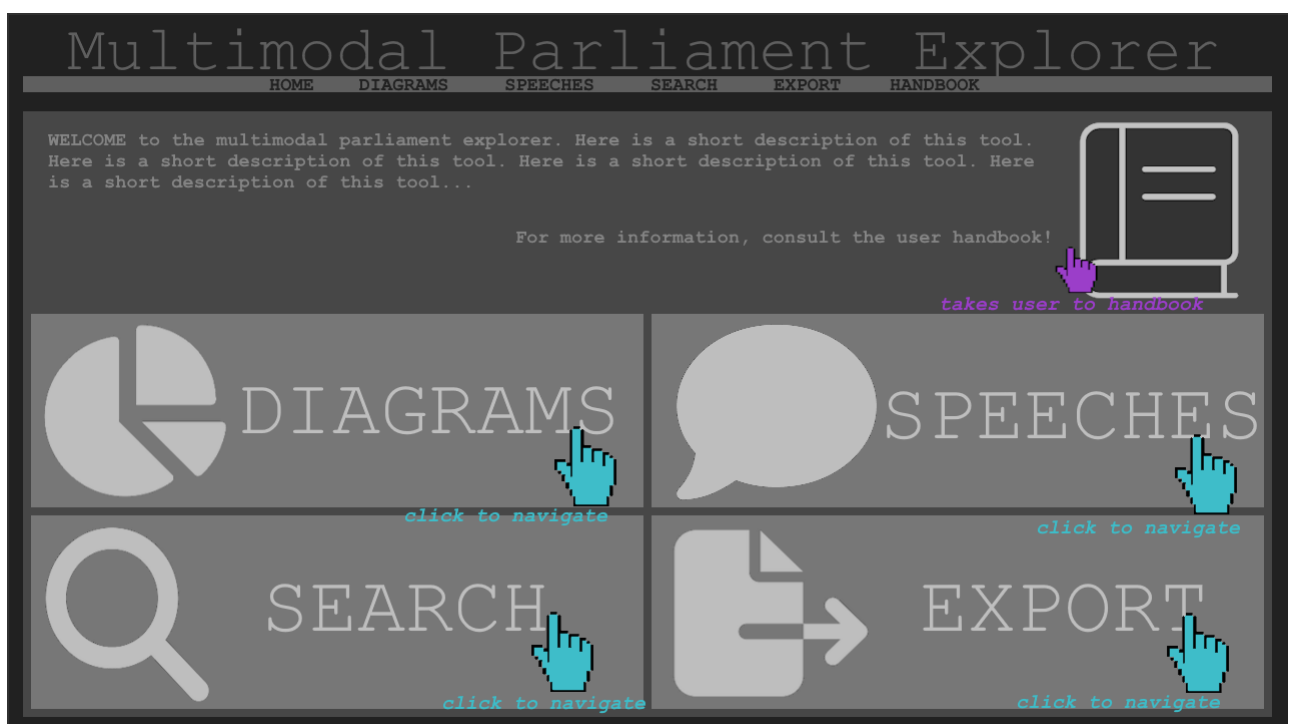 Multimodal Parliament Explorer
HOME DIAGRAMS SPEECHES SEARCH EXPORT HANDBOOK
WELCOME to the multimodal parliament explorer. Here is a short description of this tool.
Here is a short description of this tool. Here is a short description of this tool. Here
is a short description of this tool...
For more information, consult the user handbook!
takes user to handbook
DIAGRAMS
click to navigate
SPEECHES
click to navigate
SEARCH
click to navigate
EXPORT
click to navigate